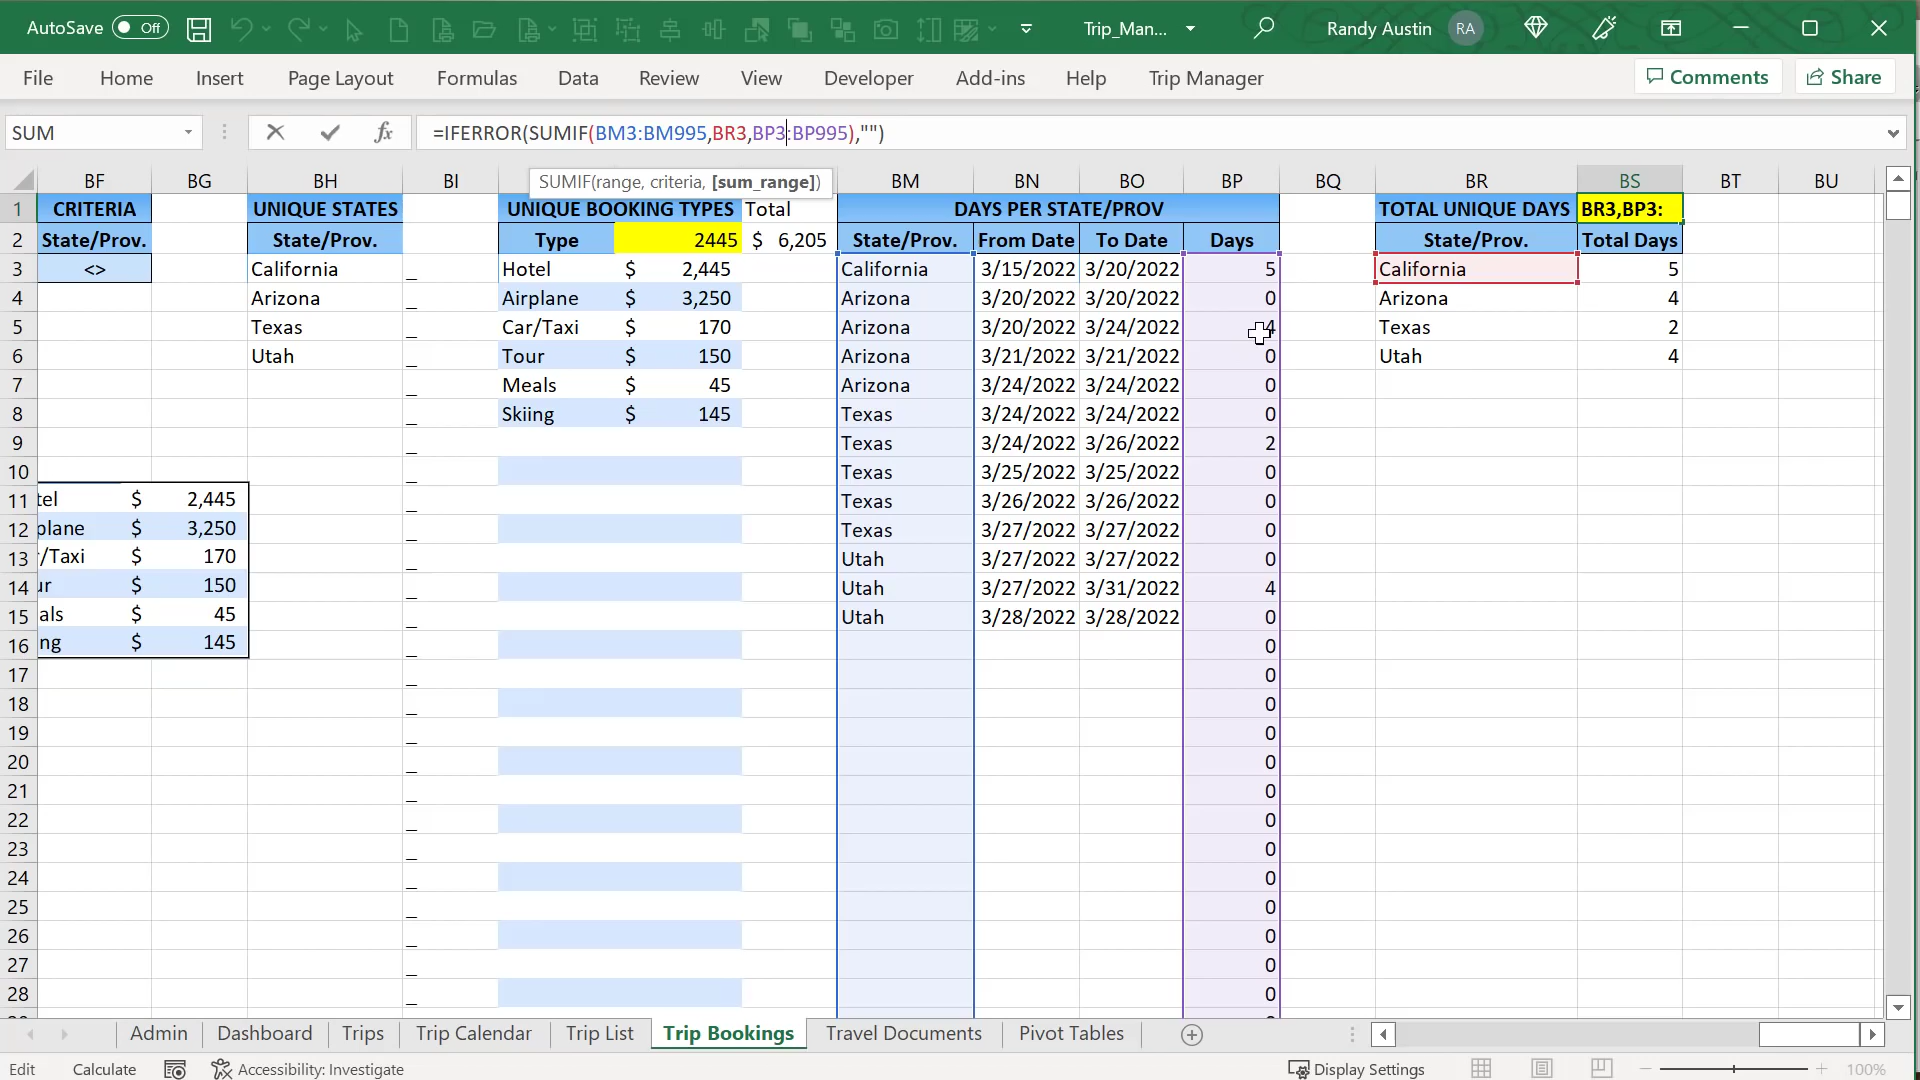 AutoSave Off Trip_Man... Randy Austin RA
File Home Insert Page Layout Formulas Data Review View Developer Add-ins Help Trip Manager Comments Share
SUM fx =IFERROR(SUMIF(BM3:BM995,BR3,BP3:BP995),"")
SUMIF(range, criteria, [sum_range])
BF BG BH BI BM BN BO BP BQ BR BS BT BU
1 CRITERIA UNIQUE STATES UNIQUE BOOKING TYPES Total DAYS PER STATE/PROV TOTAL UNIQUE DAYS BR3,BP3:
2 State/Prov. State/Prov. Type 2445 $ 6,205 State/Prov. From Date To Date Days State/Prov. Total Days
3 <> California _ Hotel $ 2,445 California 3/15/2022 3/20/2022 5 California 5
4 Arizona _ Airplane $ 3,250 Arizona 3/20/2022 3/20/2022 0 Arizona 4
5 Texas _ Car/Taxi $ 170 Arizona 3/20/2022 3/24/2022 4 Texas 2
6 Utah _ Tour $ 150 Arizona 3/21/2022 3/21/2022 0 Utah 4
7 _ Meals $ 45 Arizona 3/24/2022 3/24/2022 0
8 _ Skiing $ 145 Texas 3/24/2022 3/24/2022 0
9 _ Texas 3/24/2022 3/26/2022 2
10 _ Texas 3/25/2022 3/25/2022 0
11 tel $ 2,445 _ Texas 3/26/2022 3/26/2022 0
12 plane $ 3,250 _ Texas 3/27/2022 3/27/2022 0
13 r/Taxi $ 170 _ Utah 3/27/2022 3/27/2022 0
14 ur $ 150 _ Utah 3/27/2022 3/31/2022 4
15 als $ 45 _ Utah 3/28/2022 3/28/2022 0
16 ng $ 145 _ 0
17 _ 0
18 _ 0
19 _ 0
20 _ 0
21 _ 0
22 _ 0
23 _ 0
24 _ 0
25 _ 0
26 _ 0
27 _ 0
28 _ 0
Admin Dashboard Trips Trip Calendar Trip List Trip Bookings Travel Documents Pivot Tables
Edit Calculate Accessibility: Investigate Display Settings 100%